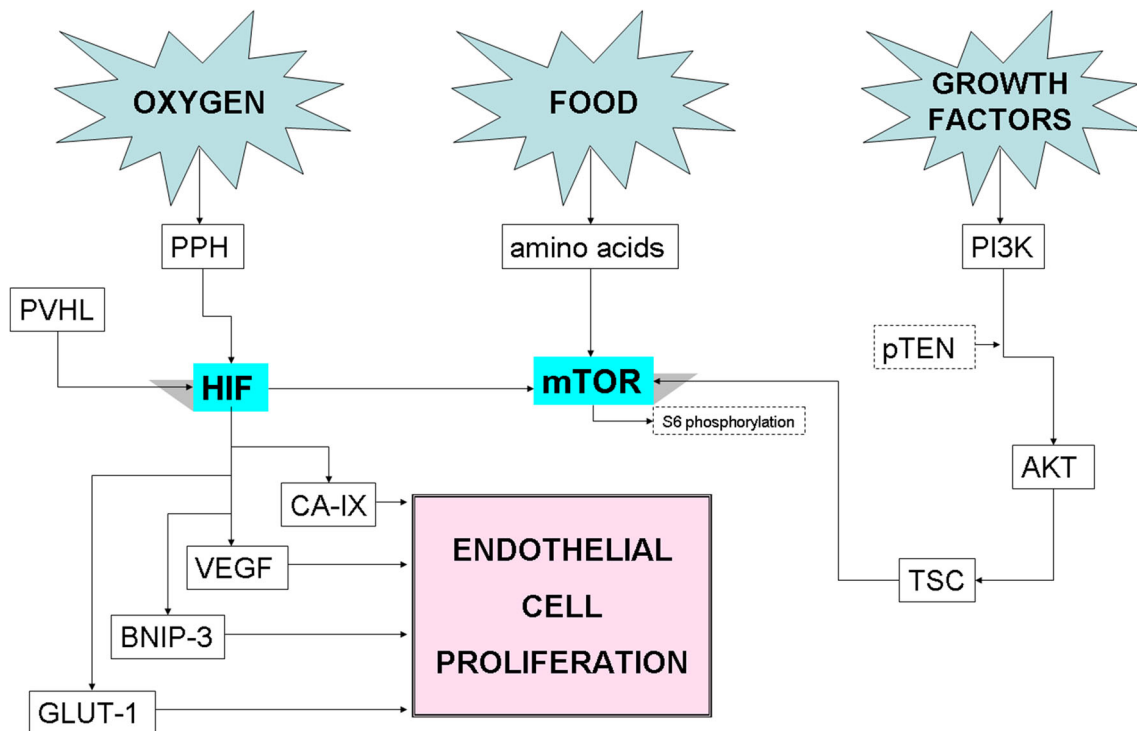 OXYGEN
FOOD
GROWTH
FACTORS
PPH
amino acids
PI3K
PVHL
pTEN
HIF
mTOR
S6 phosphorylation
AKT
CA-IX
ENDOTHELIAL
CELL
PROLIFERATION
VEGF
TSC
BNIP-3
GLUT-1